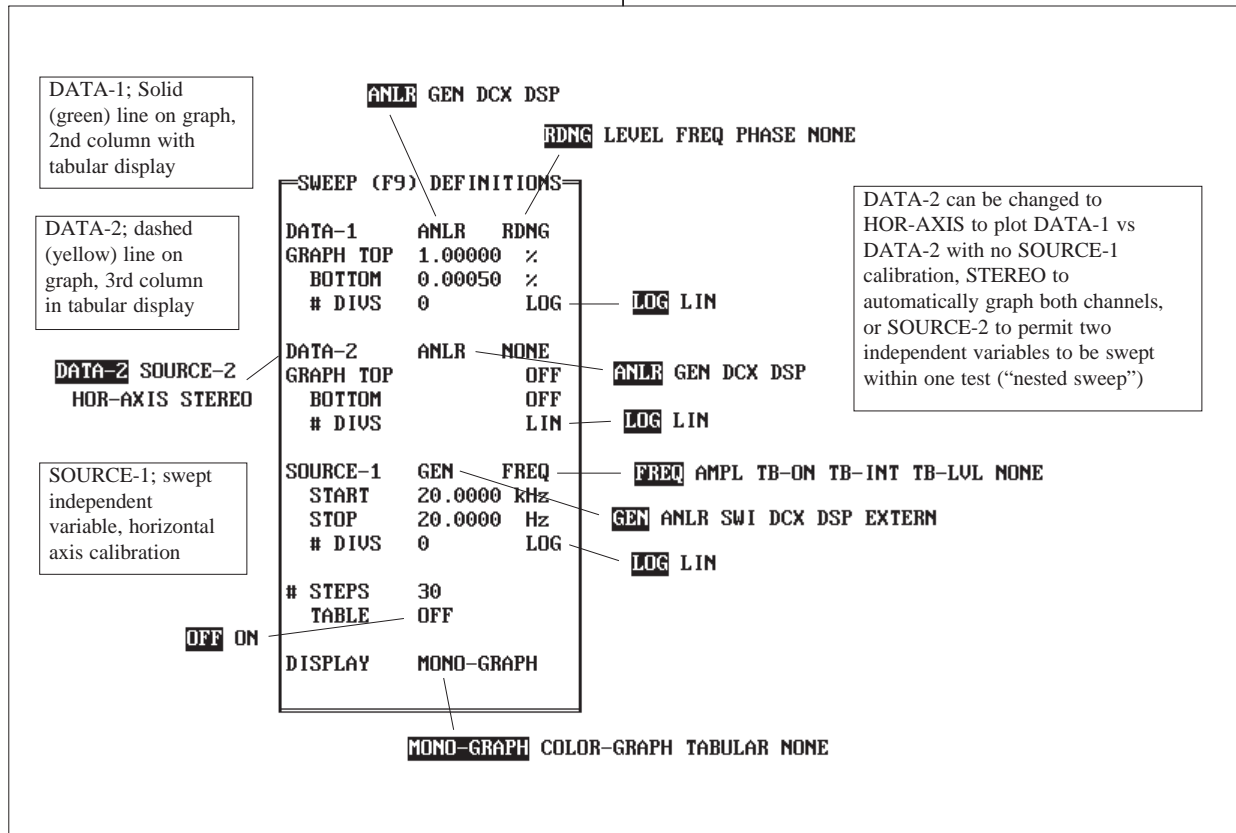 DATA-1; Solid
(green) line on graph,
2nd column with
tabular display
ANLR GEN DCX DSP
RDNG LEVEL FREQ PHASE NONE
DATA-2; dashed
(yellow) line on
graph, 3rd column
in tabular display
SWEEP (F9) DEFINITIONS
DATA-1 ANLR RDNG
GRAPH TOP 1.00000 %
BOTTOM 0.00050 %
# DIVS 0 LOG
LOG LIN
DATA-2 can be changed to
HOR-AXIS to plot DATA-1 vs
DATA-2 with no SOURCE-1
calibration, STEREO to
automatically graph both channels,
or SOURCE-2 to permit two
independent variables to be swept
within one test (“nested sweep”)
DATA-2 SOURCE-2
HOR-AXIS STEREO
DATA-2 ANLR NONE
GRAPH TOP OFF
BOTTOM OFF
# DIVS LIN
ANLR GEN DCX DSP
LOG LIN
SOURCE-1; swept
independent
variable, horizontal
axis calibration
SOURCE-1 GEN FREQ
START 20.0000 kHz
STOP 20.0000 Hz
# DIVS 0 LOG
FREQ AMPL TB-ON TB-INT TB-LVL NONE
GEN ANLR SWI DCX DSP EXTERN
LOG LIN
# STEPS 30
TABLE OFF
OFF ON
DISPLAY MONO-GRAPH
MONO-GRAPH COLOR-GRAPH TABULAR NONE